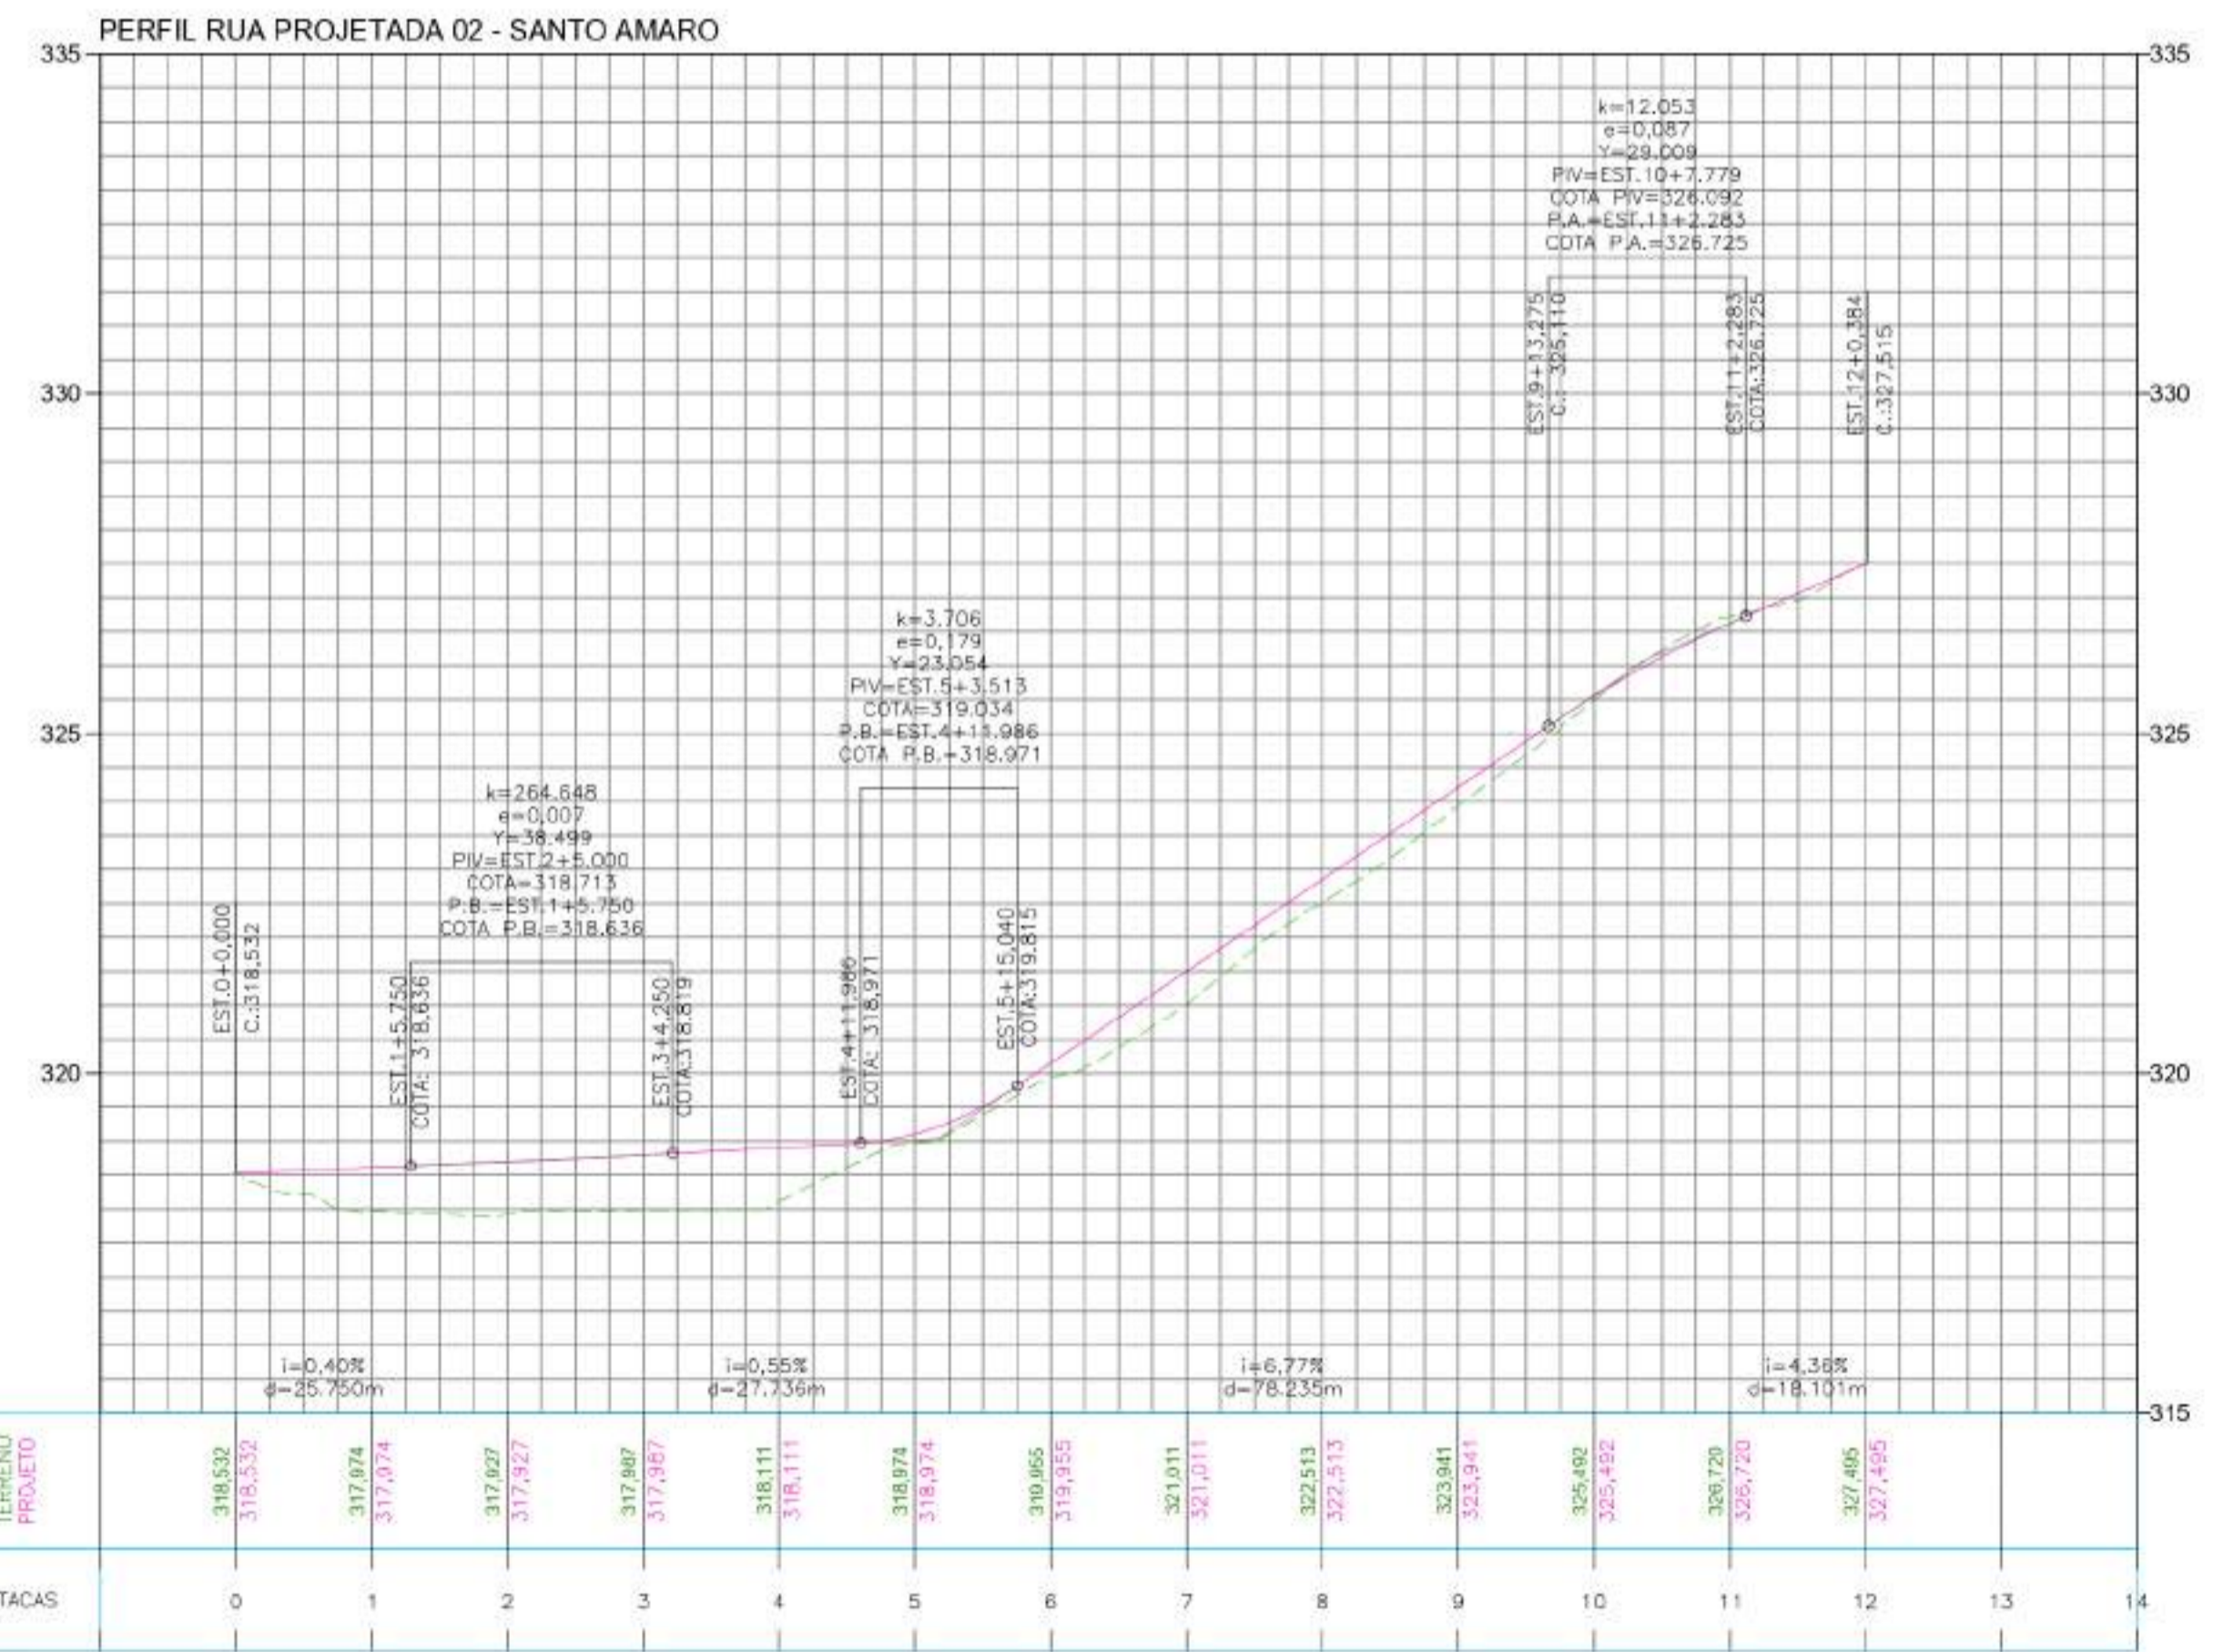 PERFIL RUA PROJETADA 02 - SANTO AMARO
335
335
k=12.053
e=0,087
Y=29.009
PIV=EST.10+7.779
COTA PIV=326.092
P.A.=EST.11+2.283
COTA P.A.=326.725
EST.9+13,275
C.: 325,110
EST.11+2,283
COTA:326.725
EST.12+0,384
C.:327,515
330
330
k=3.706
e=0,179
Y=23.054
PIV=EST.5+3.513
COTA=319.034
P.B.=EST.4+11.986
COTA P.B.=318.971
325
325
k=264.648
e=0,007
Y=38.499
PIV=EST.2+5.000
COTA=318.713
P.B.=EST.1+5.750
COTA P.B.=318.636
EST.0+0,000
C.:318,532
EST.1+5,750
COTA: 318.636
EST.3+4,250
COTA:318.819
EST.4+11,986
COTA: 318,971
EST.5+15,040
COTA:319.815
320
320
i=0,40%
d=25.750m
i=0,55%
d=27.736m
i=6,77%
d=78.235m
i=4,36%
d=18.101m
315
TERRENO
PROJETO
318,532
318,532
317,974
317,974
317,927
317,927
317,987
317,987
318,111
318,111
318,974
318,974
319,955
319,955
321,011
321,011
322,513
322,513
323,941
323,941
325,492
325,492
326,720
326,720
327,495
327,495
TACAS 0 1 2 3 4 5 6 7 8 9 10 11 12 13 14